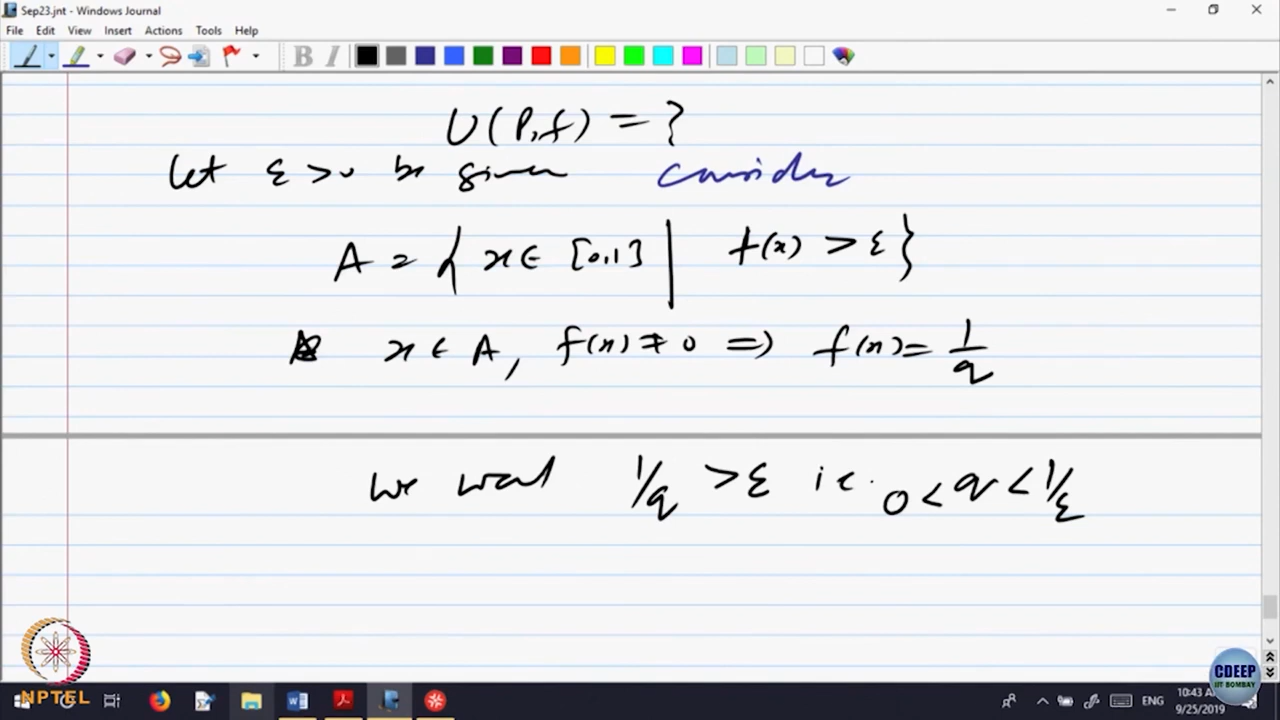 Sep23.jnt - Windows Journal
File Edit View Insert Actions Tools Help
B I
U(P,f) = ?
Let ε > 0 be given consider
A = { x ∈ [0,1] | f(x) > ε }
x ∈ A, f(x) ≠ 0 => f(x) = 1/q
We want 1/q > ε i.e. 0 < q < 1/ε
NPTEL
CDEEP
IIT BOMBAY
ENG
10:43 A
9/25/2019